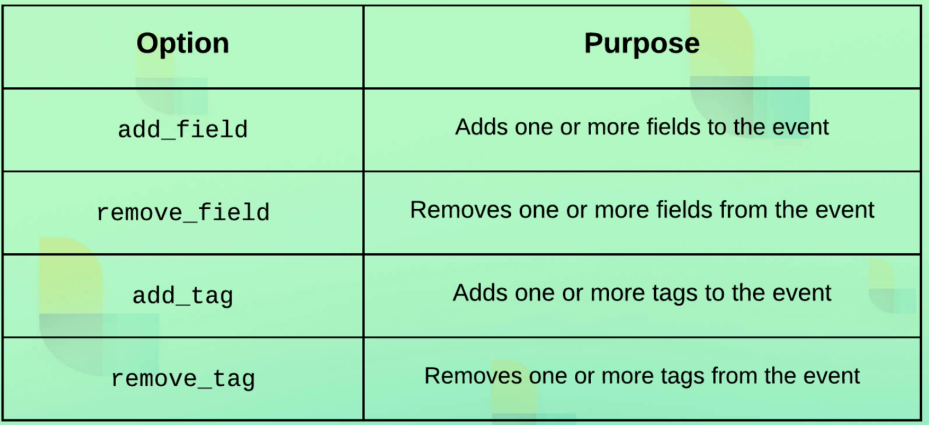 Option Purpose
add_field Adds one or more fields to the event
remove_field Removes one or more fields from the event
add_tag Adds one or more tags to the event
remove_tag Removes one or more tags from the event